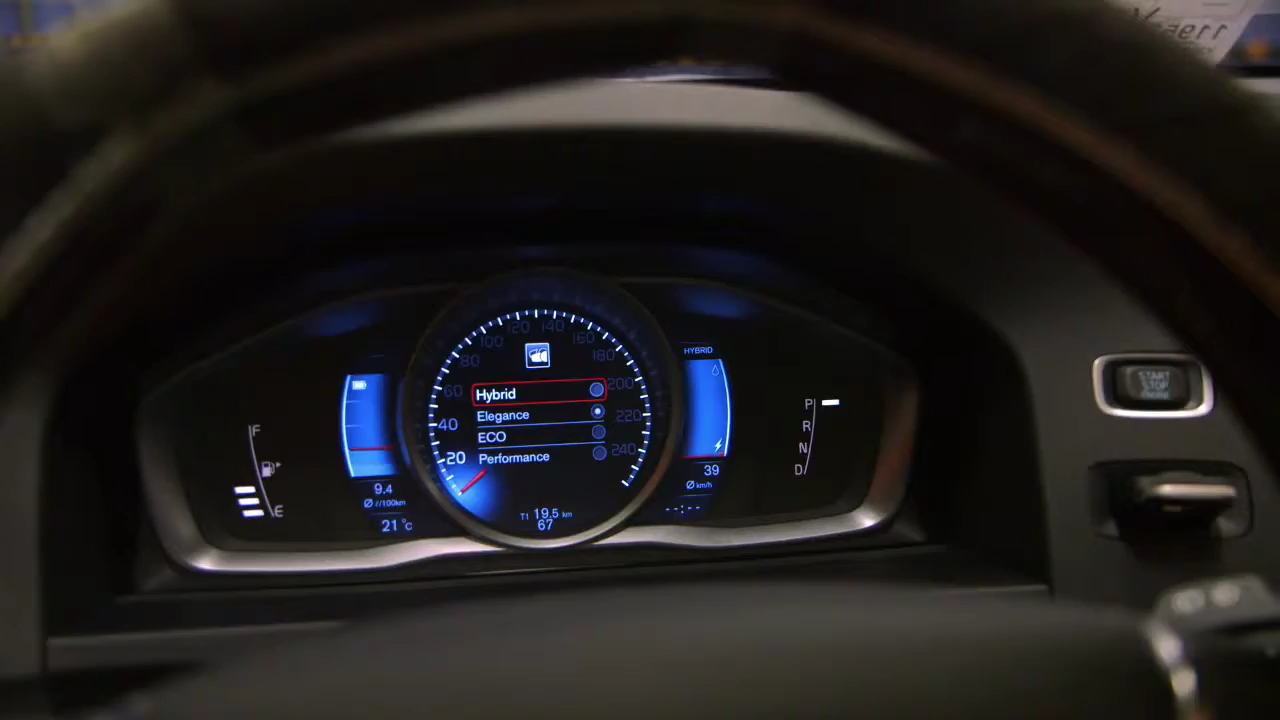 120 140
100 160
80 180
60 200
40 220
20 240
Hybrid
Elegance
ECO
Performance
T1 19.5 km
67
9.4
Ø l/100km
21 °C
F
E
HYBRID
39
Ø km/h
--:--
P
R
N
D
START
STOP